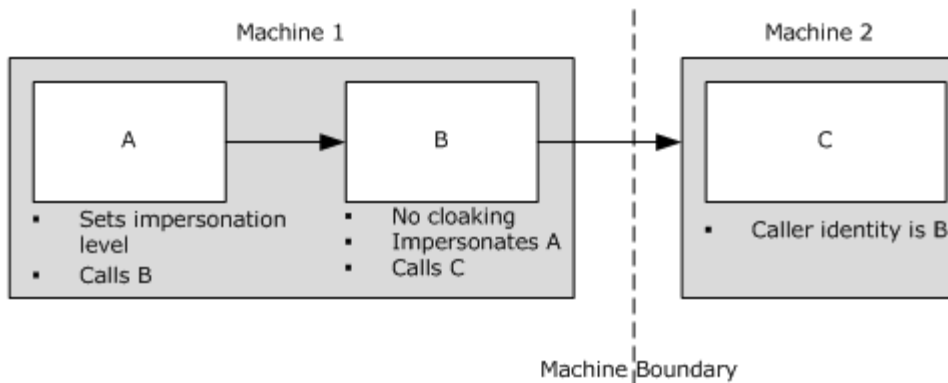 Machine 1
Machine 2
A
B
C
▪ Sets impersonation
level
▪ Calls B
▪ No cloaking
▪ Impersonates A
▪ Calls C
▪ Caller identity is B
Machine Boundary